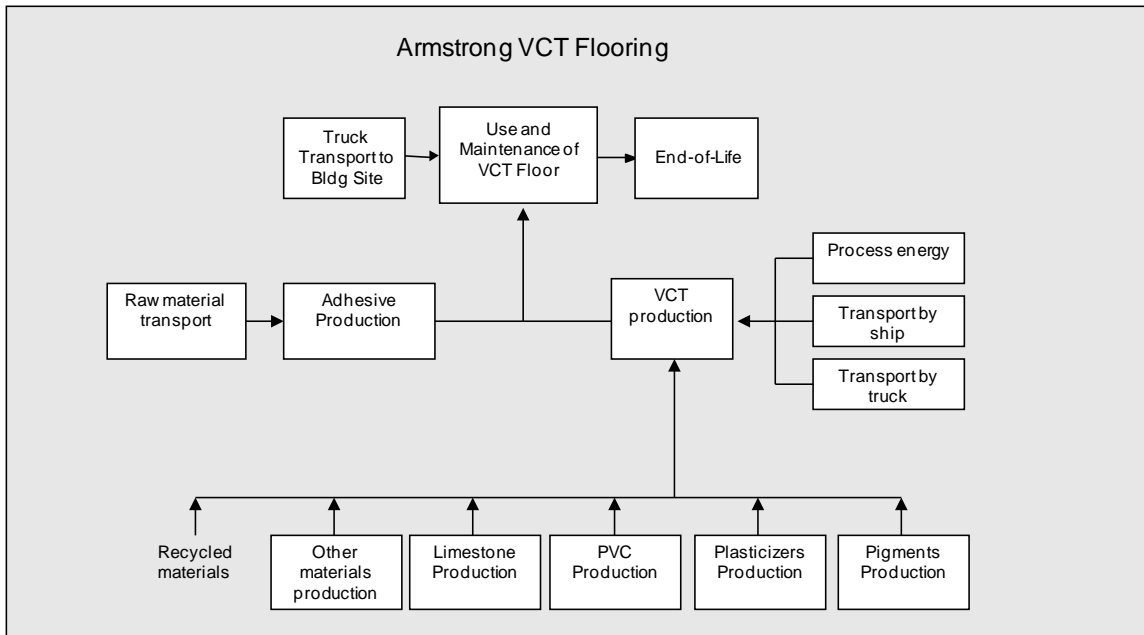 Armstrong VCT Flooring
Truck
Transport to
Bldg Site
Use and
Maintenance of
VCT Floor
End-of-Life
Raw material
transport
Adhesive
Production
VCT
production
Process energy
Transport by
ship
Transport by
truck
Recycled
materials
Other
materials
production
Limestone
Production
PVC
Production
Plasticizers
Production
Pigments
Production